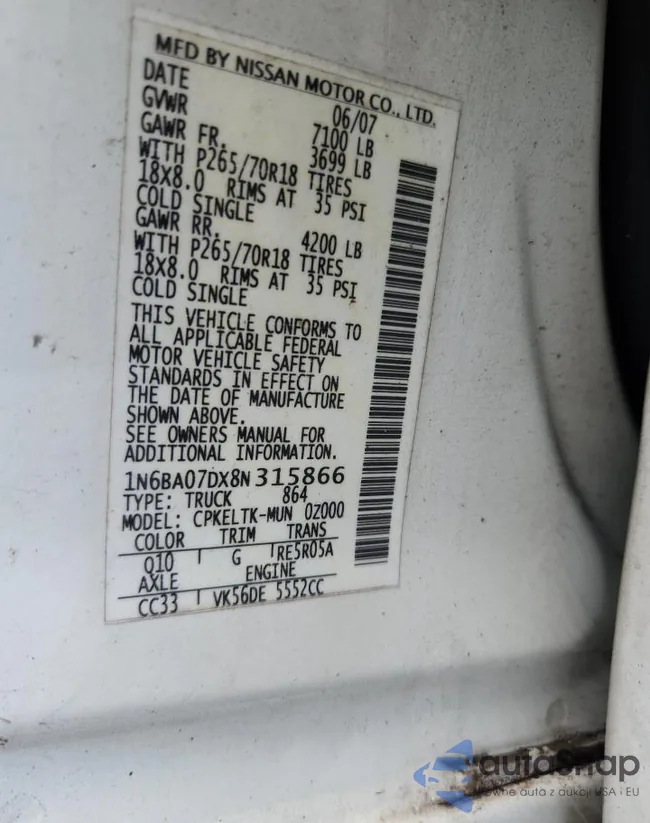 MFD BY NISSAN MOTOR CO., LTD.
DATE 06/07
GVWR 7100 LB
GAWR FR. 3699 LB
WITH P265/70R18 TIRES
18X8.0 RIMS AT 35 PSI
COLD SINGLE
GAWR RR. 4200 LB
WITH P265/70R18 TIRES
18X8.0 RIMS AT 35 PSI
COLD SINGLE
THIS VEHICLE CONFORMS TO
ALL APPLICABLE FEDERAL
MOTOR VEHICLE SAFETY
STANDARDS IN EFFECT ON
THE DATE OF MANUFACTURE
SHOWN ABOVE.
SEE OWNERS MANUAL FOR
ADDITIONAL INFORMATION.
1N6BA07DX8N315866
TYPE: TRUCK 864
MODEL: CPKELTK-MUN 0Z000
COLOR TRIM TRANS
Q10 G RE5R05A
AXLE ENGINE
CC33 VK56DE 5552CC
autoSnap
auta z aukcji USA i EU